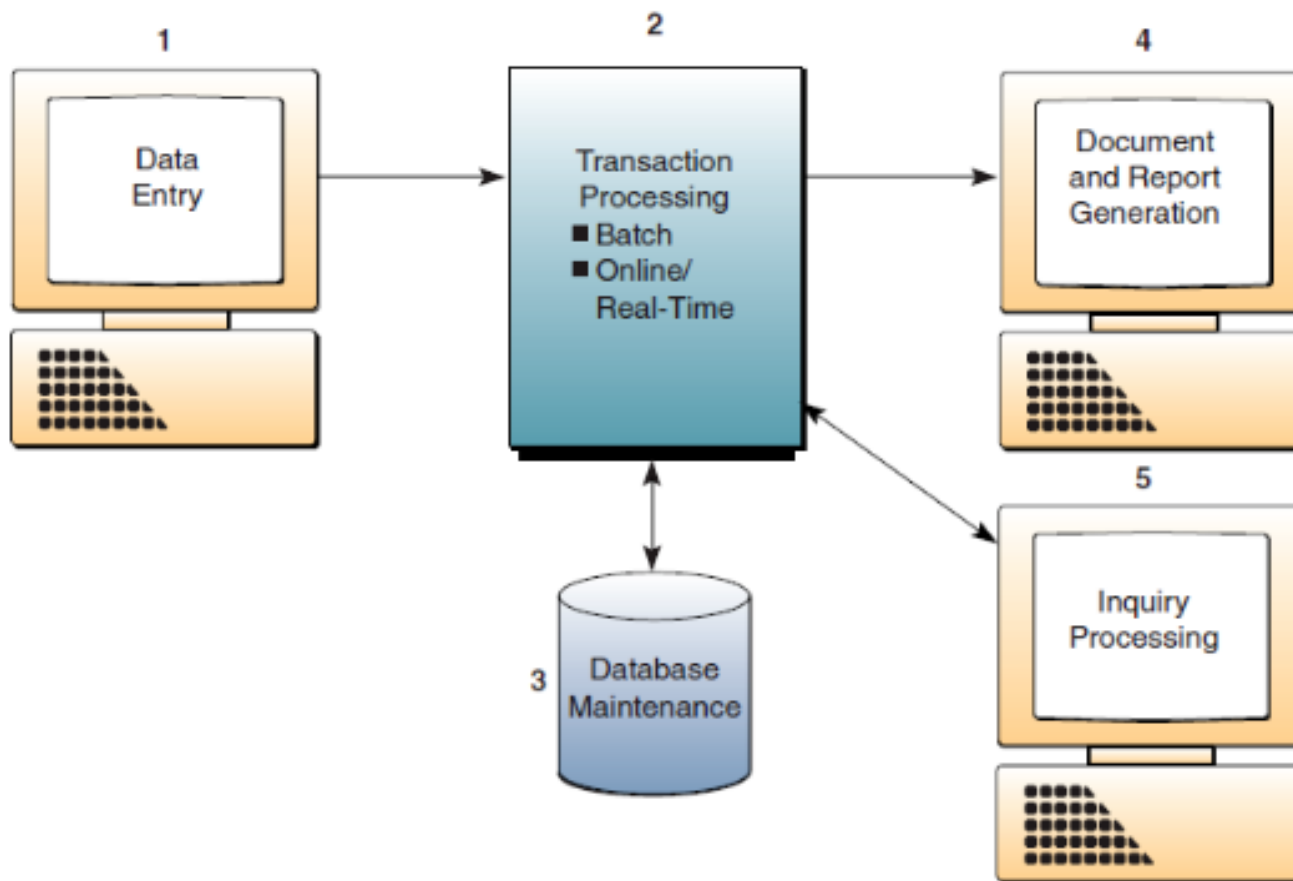 1
Data
Entry
2
Transaction
Processing
■ Batch
■ Online/
Real-Time
3
Database
Maintenance
4
Document
and Report
Generation
5
Inquiry
Processing